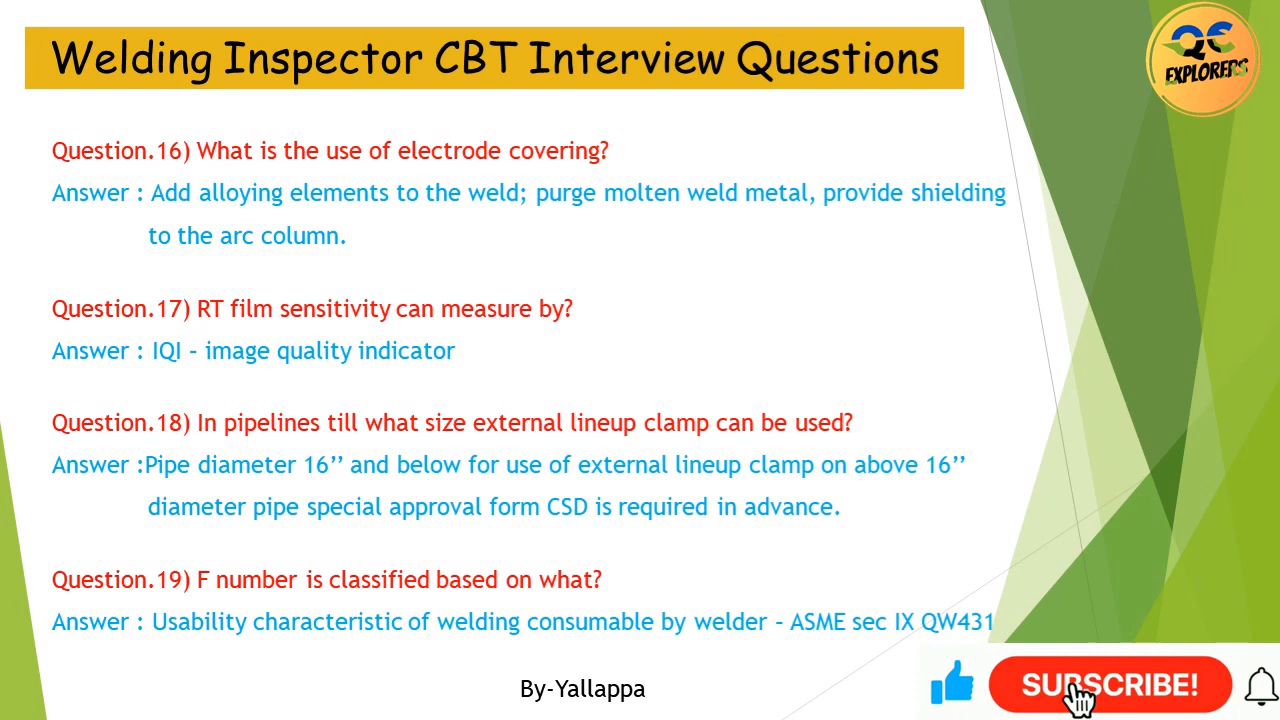 Welding Inspector CBT Interview Questions
QC
EXPLORERS
Question.16) What is the use of electrode covering?
Answer : Add alloying elements to the weld; purge molten weld metal, provide shielding
to the arc column.
Question.17) RT film sensitivity can measure by?
Answer : IQI – image quality indicator
Question.18) In pipelines till what size external lineup clamp can be used?
Answer :Pipe diameter 16’’ and below for use of external lineup clamp on above 16’’
diameter pipe special approval form CSD is required in advance.
Question.19) F number is classified based on what?
Answer : Usability characteristic of welding consumable by welder – ASME sec IX QW431
By-Yallappa
SUBSCRIBE!